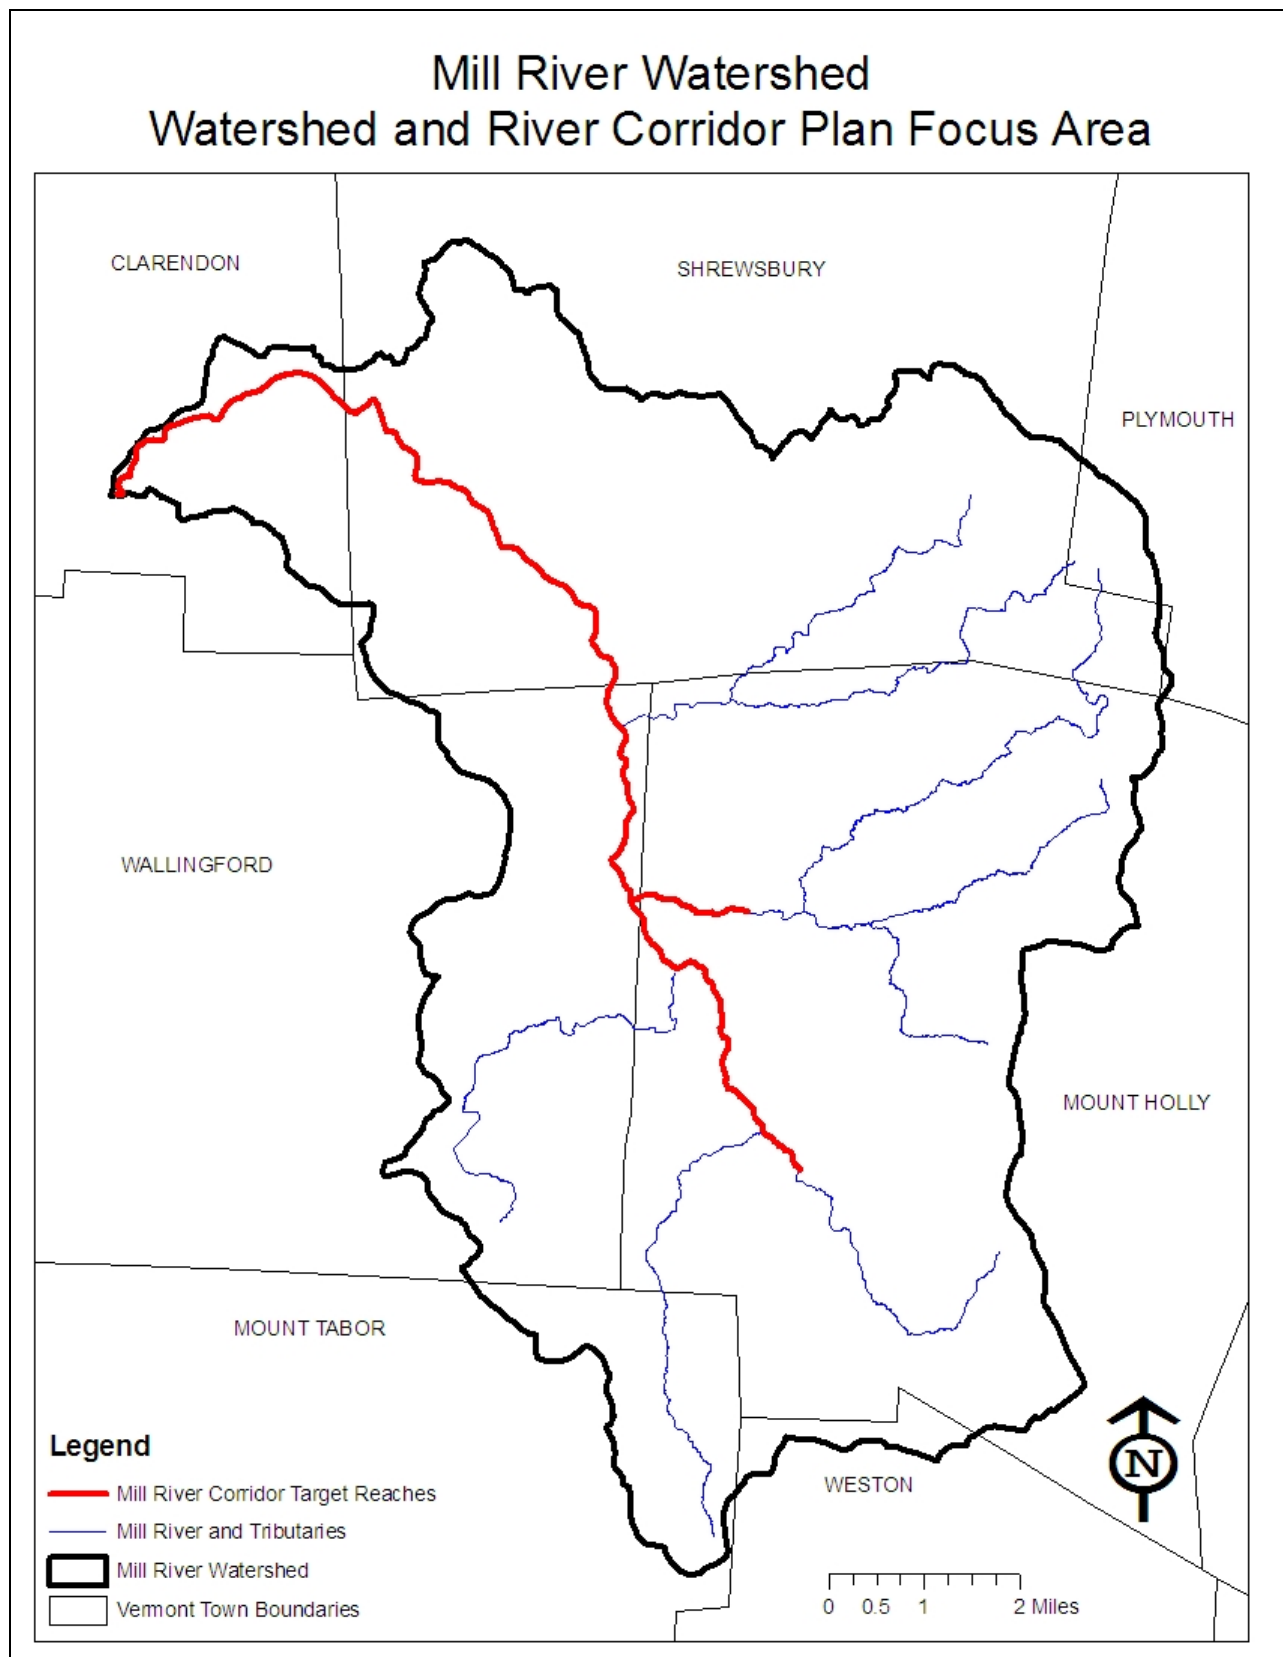 Mill River Watershed
Watershed and River Corridor Plan Focus Area
CLARENDON
SHREWSBURY
PLYMOUTH
WALLINGFORD
MOUNT HOLLY
MOUNT TABOR
WESTON
Legend
Mill River Corridor Target Reaches
Mill River and Tributaries
Mill River Watershed
Vermont Town Boundaries
N
0 0.5 1 2 Miles